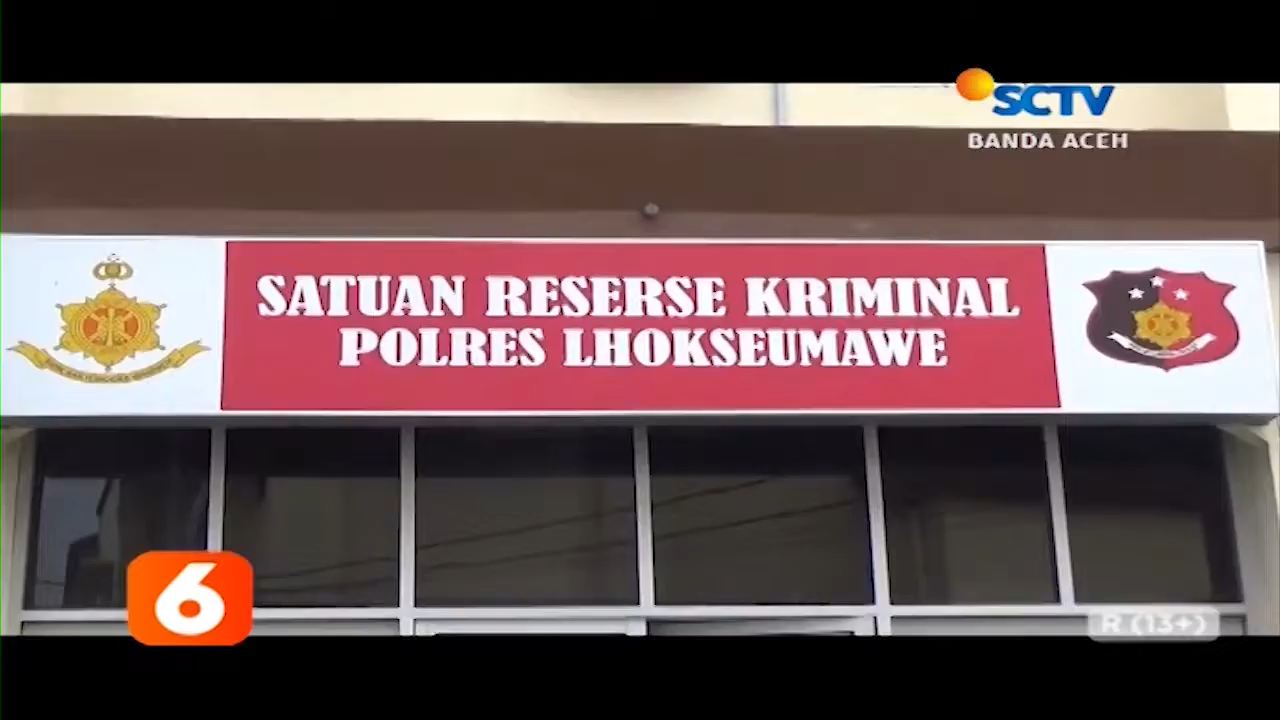 SCTV
BANDA ACEH
SATUAN RESERSE KRIMINAL
POLRES LHOKSEUMAWE
6
R (13+)